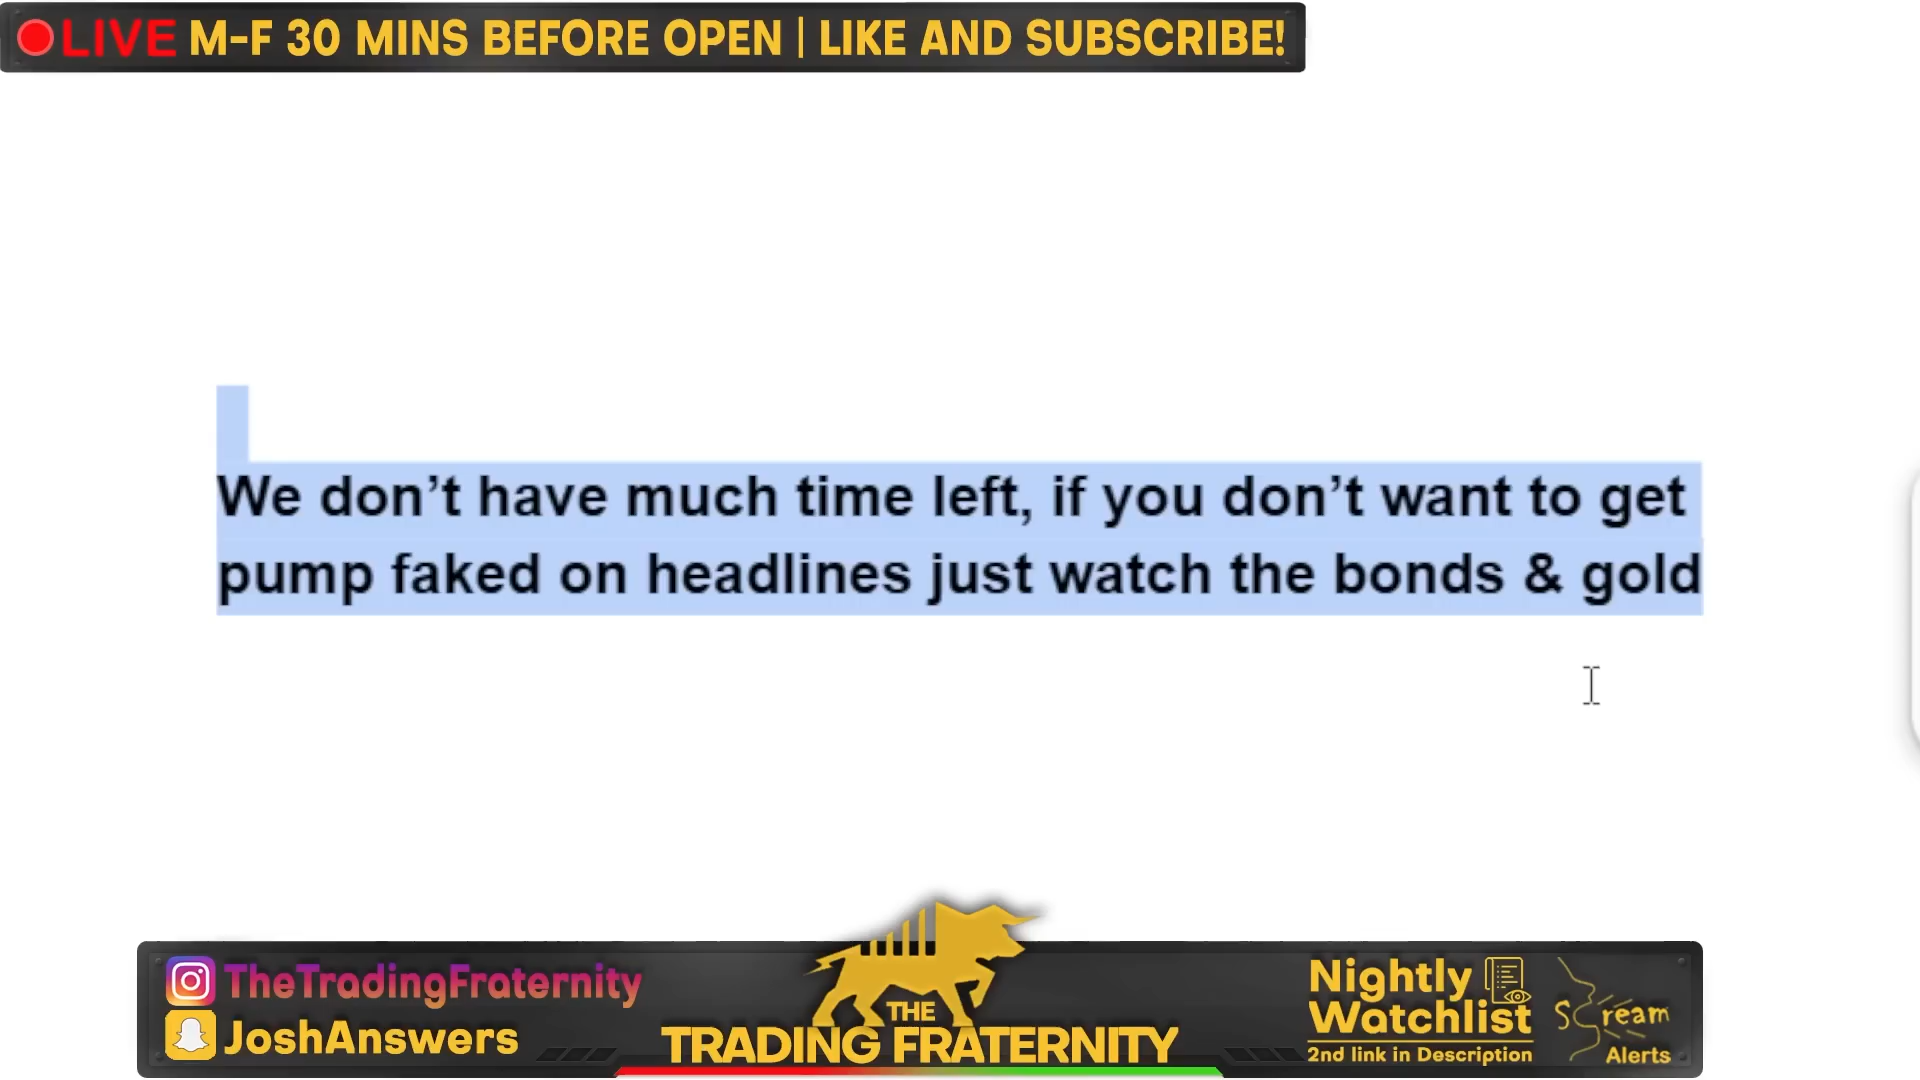 LIVE M-F 30 MINS BEFORE OPEN | LIKE AND SUBSCRIBE!
We don’t have much time left, if you don’t want to get
pump faked on headlines just watch the bonds & gold
TheTradingFraternity
JoshAnswers
THE
TRADING FRATERNITY
Nightly
Watchlist
2nd link in Description
Scream
Alerts